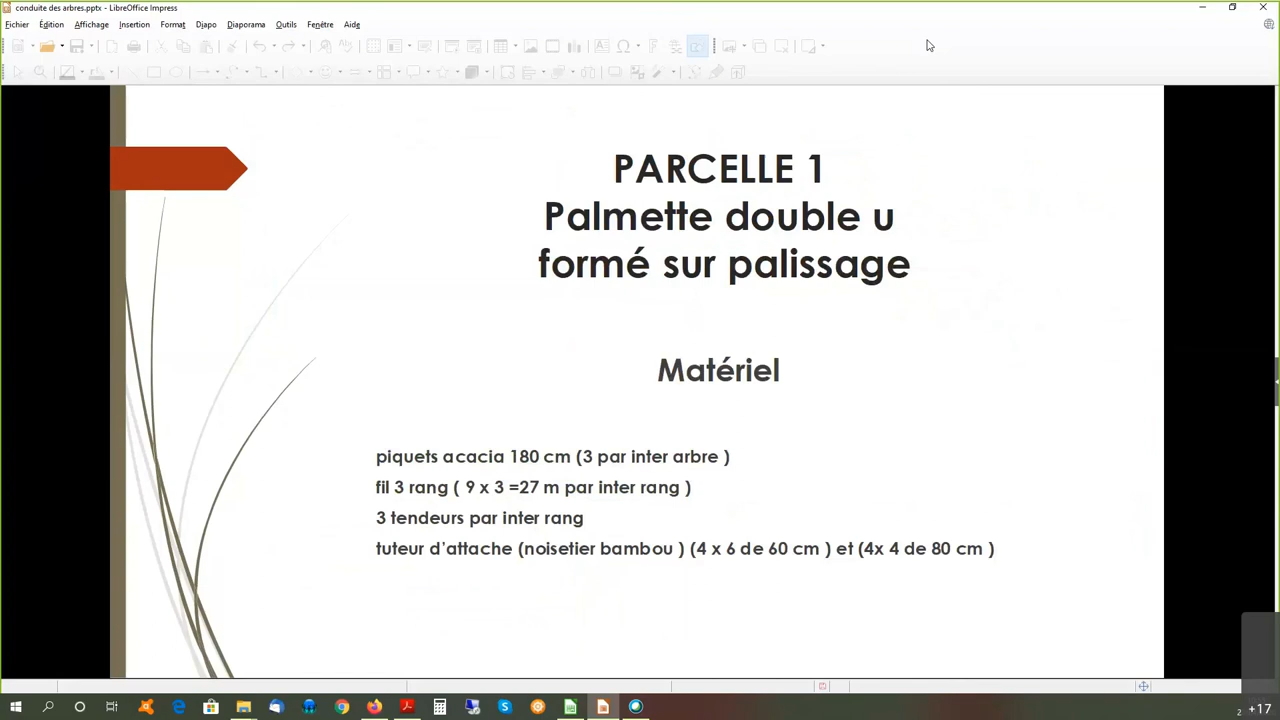 conduite des arbres.pptx - LibreOffice Impress
Fichier Édition Affichage Insertion Format Diapo Diaporama Outils Fenêtre Aide
PARCELLE 1
Palmette double u
formé sur palissage
Matériel
piquets acacia 180 cm (3 par inter arbre )
fil 3 rang ( 9 x 3 =27 m par inter rang )
3 tendeurs par inter rang
tuteur d’attache (noisetier bambou ) (4 x 6 de 60 cm ) et (4x 4 de 80 cm )
2 +17